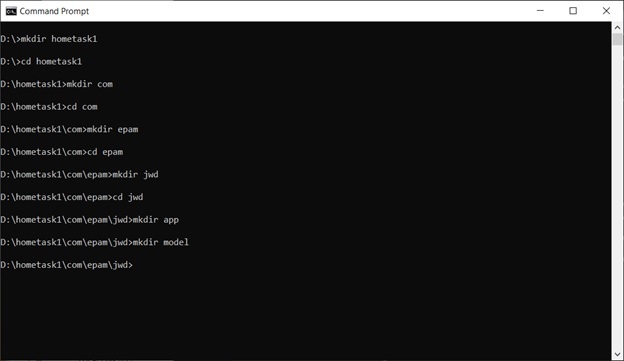 Command Prompt
D:\>mkdir hometask1
D:\>cd hometask1
D:\hometask1>mkdir com
D:\hometask1>cd com
D:\hometask1\com>mkdir epam
D:\hometask1\com>cd epam
D:\hometask1\com\epam>mkdir jwd
D:\hometask1\com\epam>cd jwd
D:\hometask1\com\epam\jwd>mkdir app
D:\hometask1\com\epam\jwd>mkdir model
D:\hometask1\com\epam\jwd>